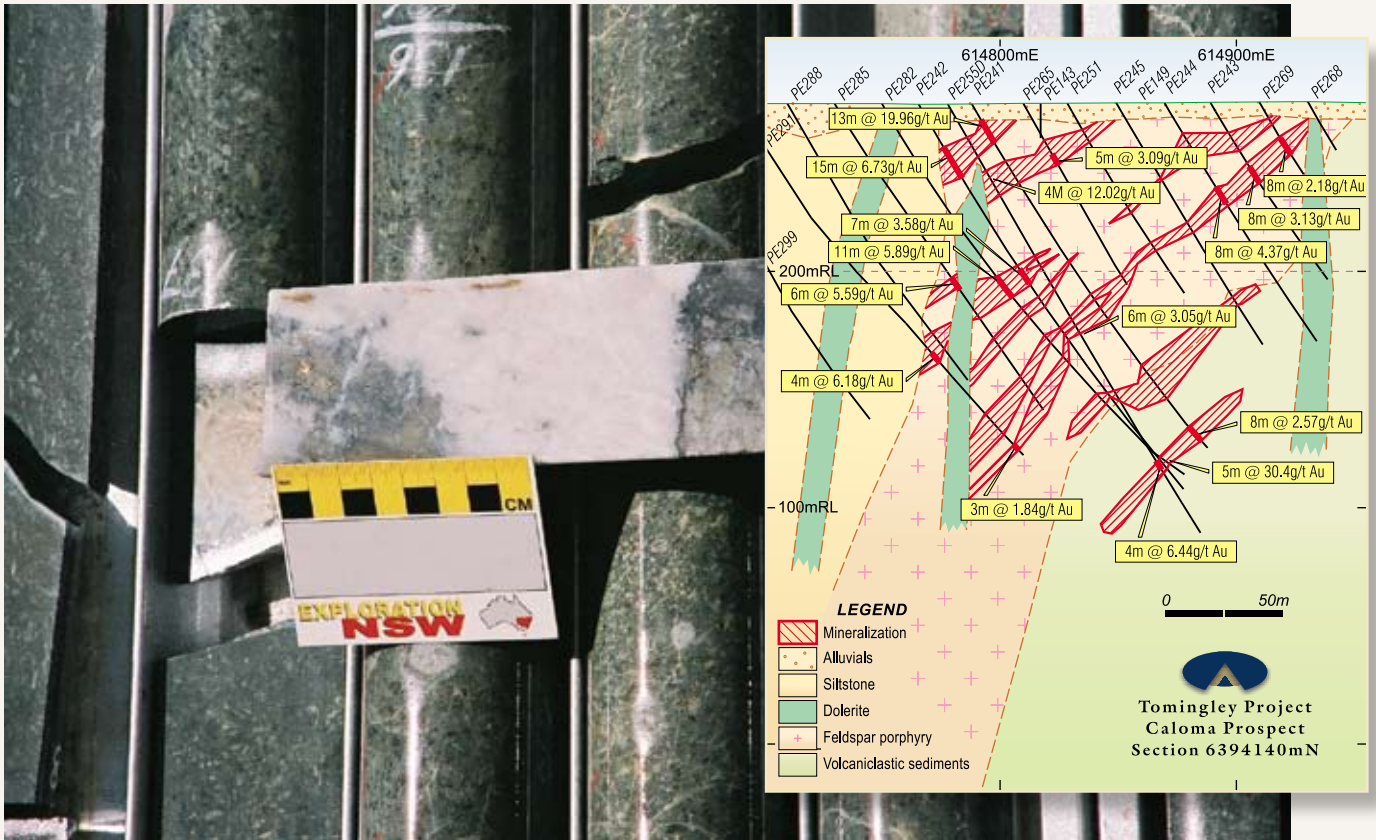 CM
EXPLORATION
NSW
614800mE
614900mE
PE288
PE285
PE282
PE242
PE255D
PE241
PE265
PE143
PE251
PE245
PE149
PE244
PE243
PE269
PE268
PE291
PE299
13m @ 19.96g/t Au
15m @ 6.73g/t Au
5m @ 3.09g/t Au
4M @ 12.02g/t Au
8m @ 2.18g/t Au
7m @ 3.58g/t Au
8m @ 3.13g/t Au
11m @ 5.89g/t Au
8m @ 4.37g/t Au
200mRL
6m @ 5.59g/t Au
6m @ 3.05g/t Au
4m @ 6.18g/t Au
8m @ 2.57g/t Au
5m @ 30.4g/t Au
100mRL
3m @ 1.84g/t Au
4m @ 6.44g/t Au
LEGEND
Mineralization
Alluvials
Siltstone
Dolerite
Feldspar porphyry
Volcaniclastic sediments
0 50m
Tomingley Project
Caloma Prospect
Section 6394140mN